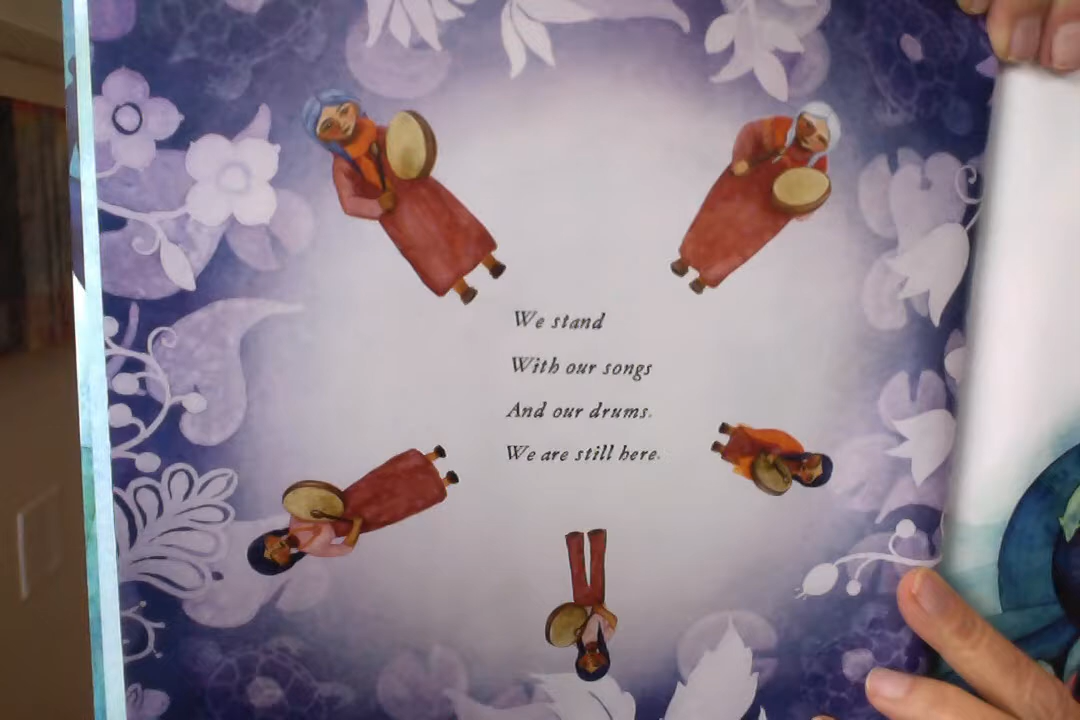 We stand
With our songs
And our drums.
We are still here.